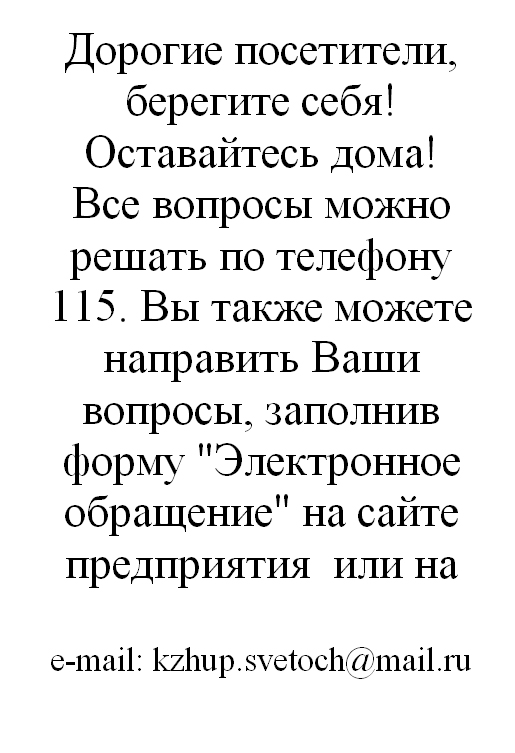 Дорогие посетители,
берегите себя!
Оставайтесь дома!
Все вопросы можно
решать по телефону
115. Вы также можете
направить Ваши
вопросы, заполнив
форму "Электронное
обращение" на сайте
предприятия  или на
e-mail: kzhup.svetoch@mail.ru